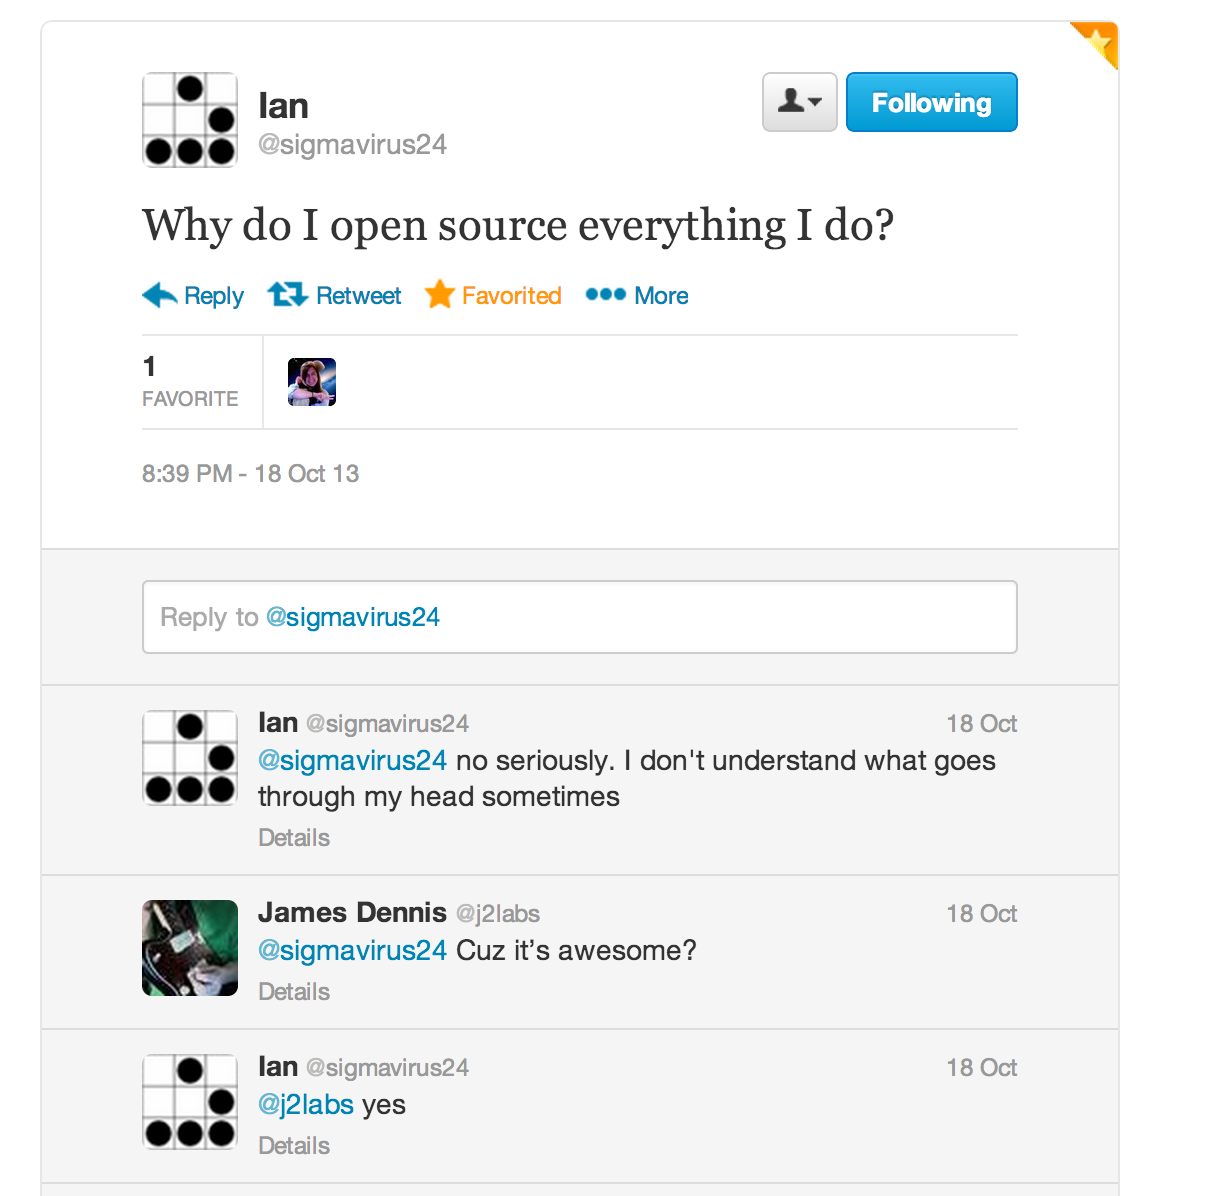 Ian
@sigmavirus24
Following
Why do I open source everything I do?
Reply Retweet Favorited More
1
FAVORITE
8:39 PM - 18 Oct 13
Reply to @sigmavirus24
Ian @sigmavirus24 18 Oct
@sigmavirus24 no seriously. I don't understand what goes
through my head sometimes
Details
James Dennis @j2labs 18 Oct
@sigmavirus24 Cuz it’s awesome?
Details
Ian @sigmavirus24 18 Oct
@j2labs yes
Details